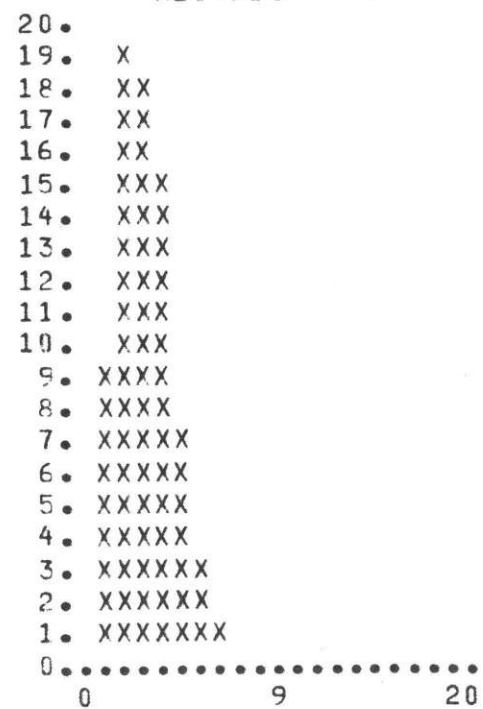 20.
19.   X
18.   XX
17.   XX
16.   XX
15.   XXX
14.   XXX
13.   XXX
12.   XXX
11.   XXX
10.   XXX
 9.  XXXX
 8.  XXXX
 7.  XXXXX
 6.  XXXXX
 5.  XXXXX
 4.  XXXXX
 3.  XXXXXX
 2.  XXXXXX
 1.  XXXXXXX
 0.....................
0 9 20